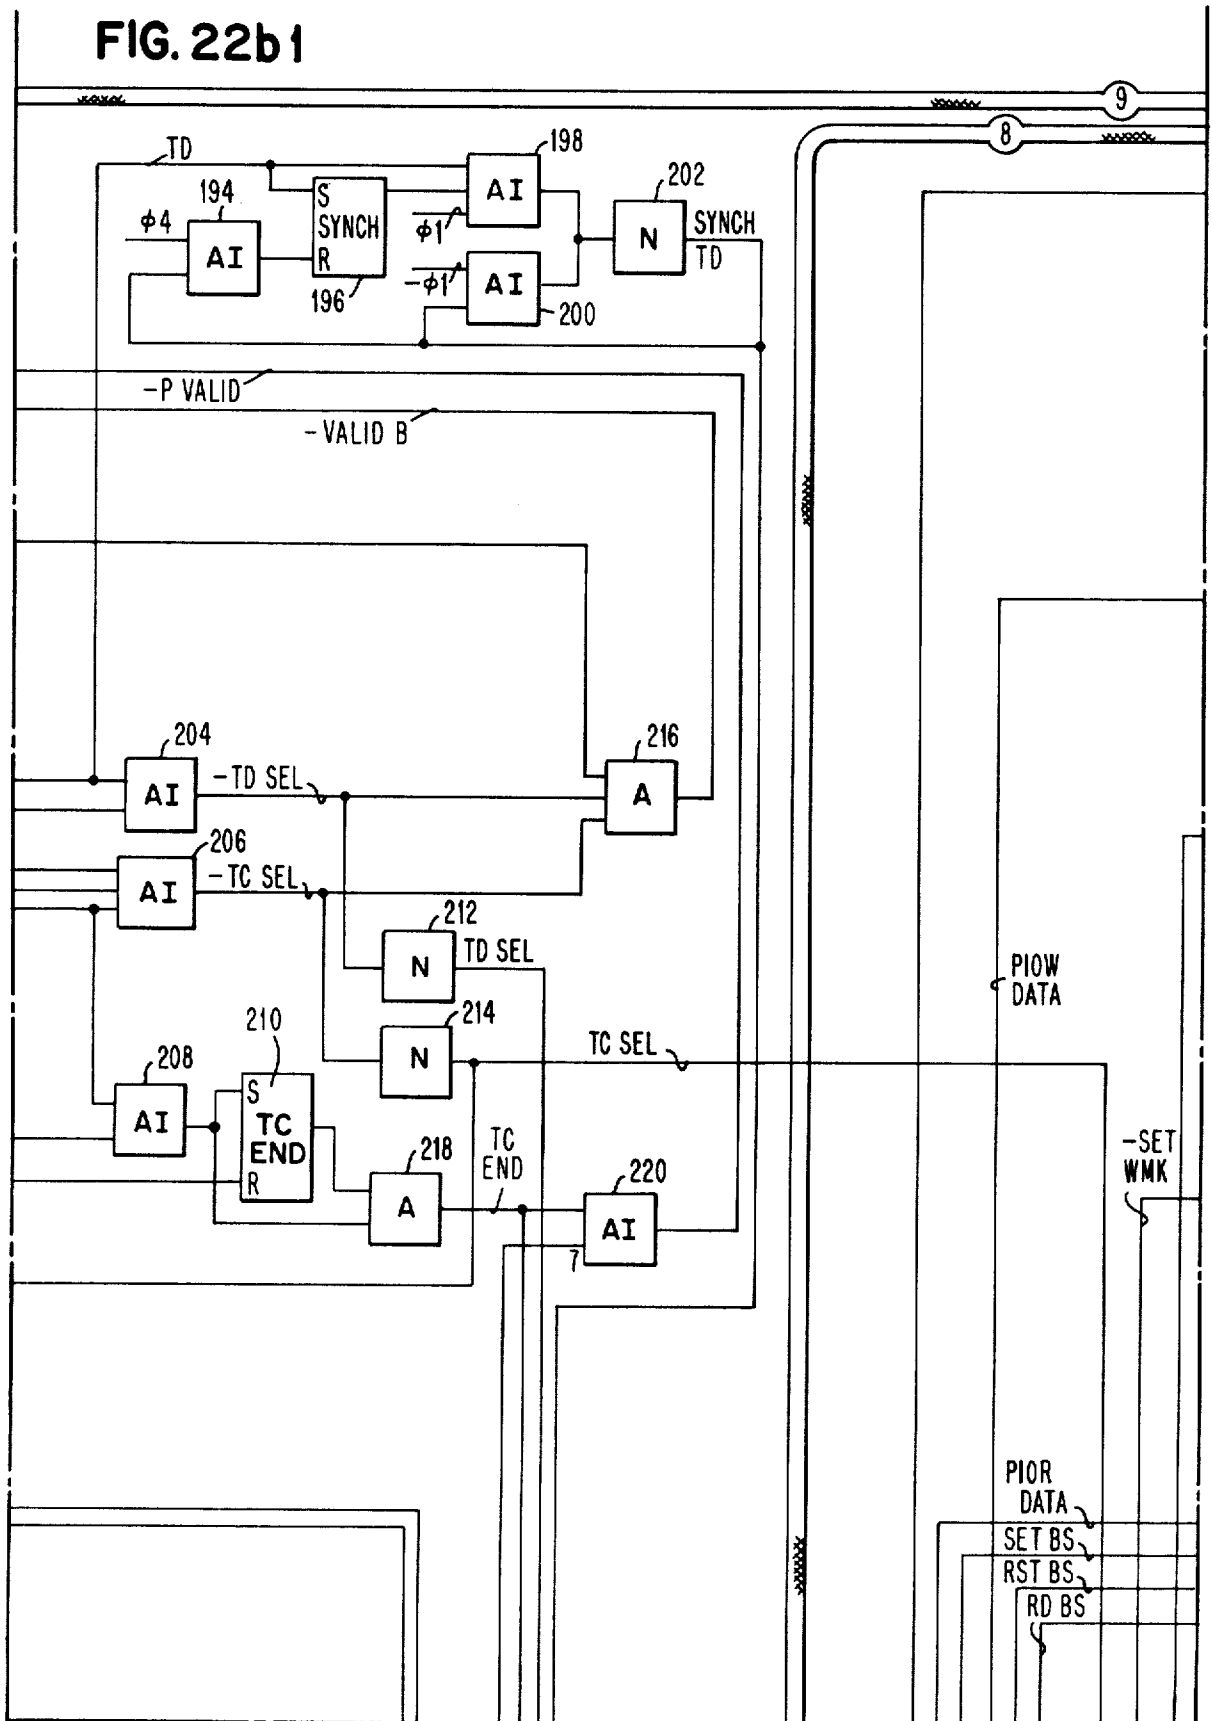 FIG. 22b1
9
8
TD
198
AI
202
194
S
SYNCH
R
ϕ4
AI
ϕ1
N
SYNCH
TD
196
-ϕ1
AI
200
-P VALID
-VALID B
204
AI
-TD SEL
216
A
206
AI
-TC SEL
212
N
TD SEL
PIOW
DATA
214
N
TC SEL
210
208
AI
S
TC
END
R
218
A
TC
END
220
AI
7
-SET
WMK
PIOR
DATA
SET BS
RST BS
RD BS